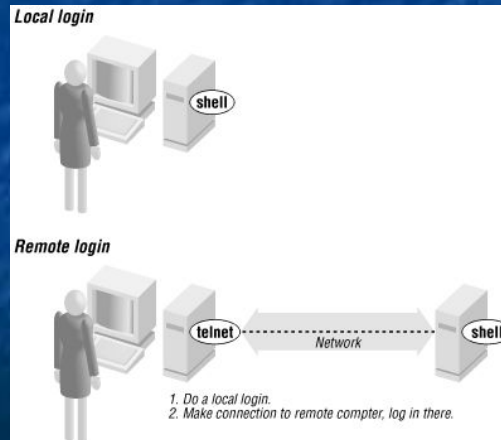 Local login
shell
Remote login
telnet
Network
shell
1. Do a local login.
2. Make connection to remote compter, log in there.